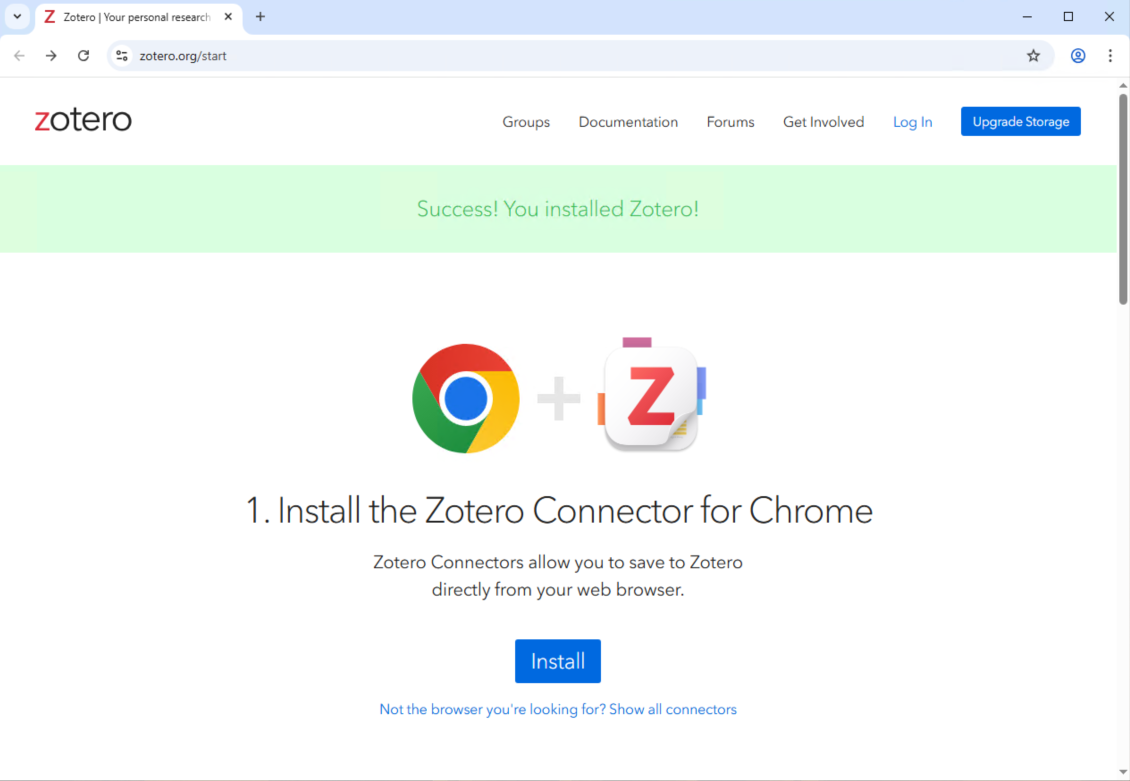 Zotero | Your personal research
zotero.org/start
zotero
Groups
Documentation
Forums
Get Involved
Log In
Upgrade Storage
Success! You installed Zotero!
Z
1. Install the Zotero Connector for Chrome
Zotero Connectors allow you to save to Zotero
directly from your web browser.
Install
Not the browser you're looking for? Show all connectors